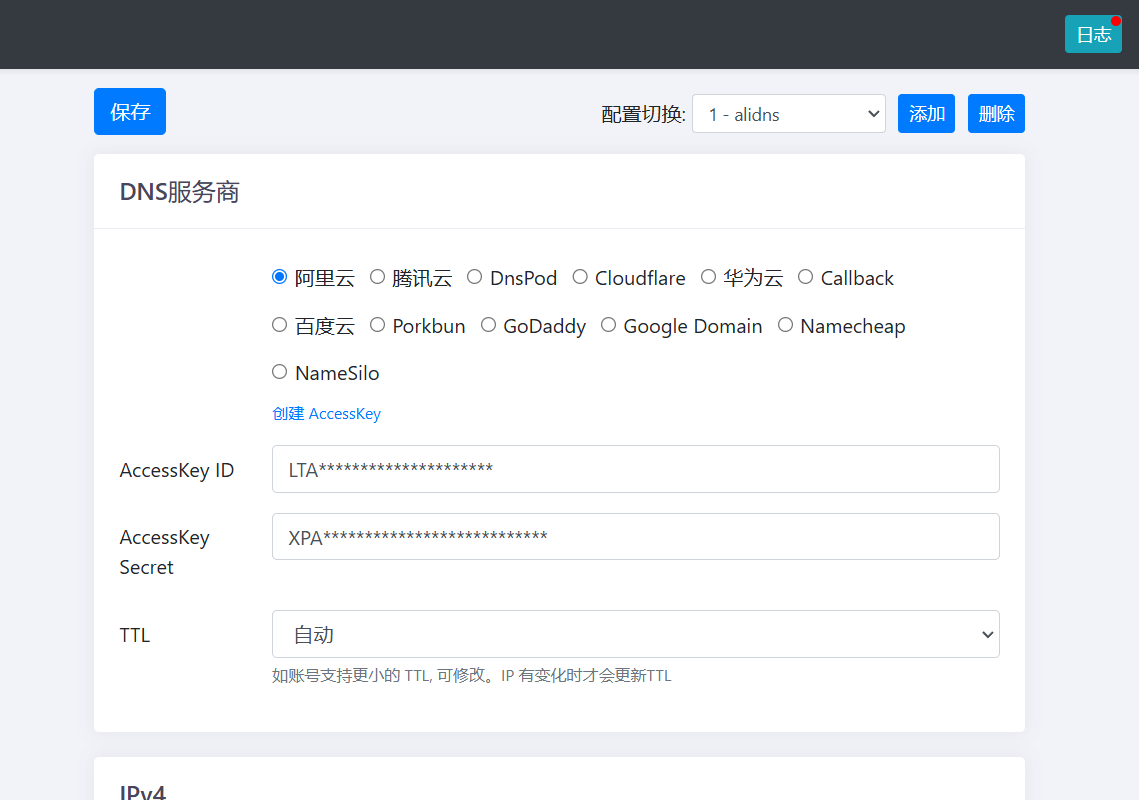 日志
保存 配置切换: 1 - alidns 添加 删除
DNS服务商
阿里云 腾讯云 DnsPod Cloudflare 华为云 Callback
百度云 Porkbun GoDaddy Google Domain Namecheap
NameSilo
创建 AccessKey
AccessKey ID LTA*********************
AccessKey Secret XPA***************************
TTL 自动
如账号支持更小的 TTL, 可修改。IP 有变化时才会更新TTL
IPv4